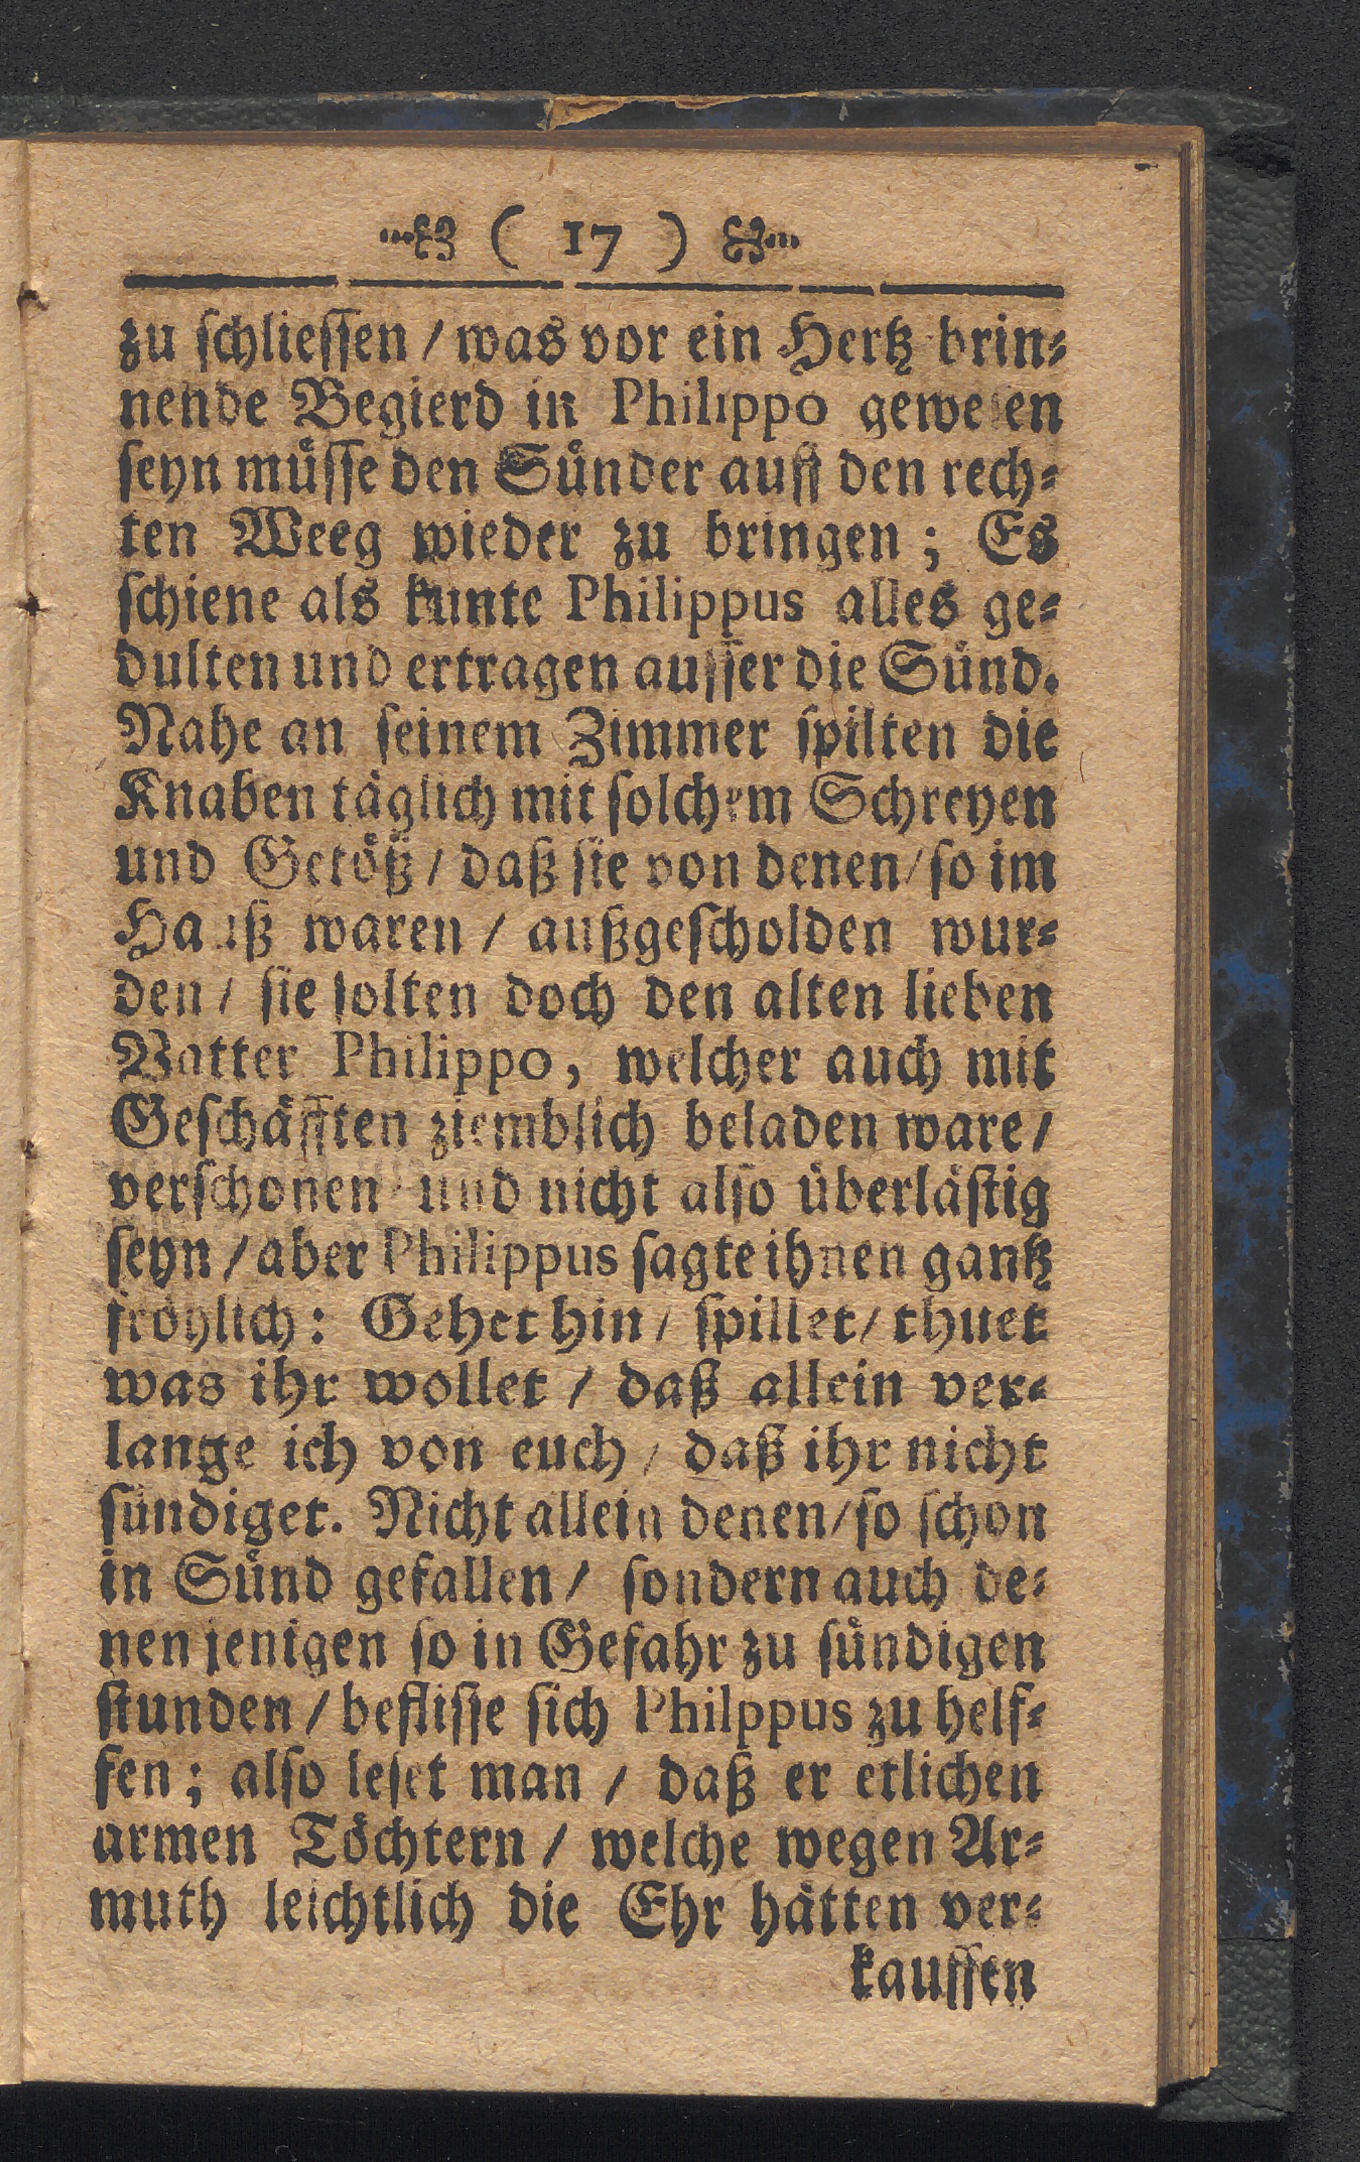 ( 17 )
zu schliessen / was vor ein Hertz brin-
nende Begierd in Philippo gewesen
seyn müsse den Sünder auff den rech-
ten Weeg wieder zu bringen ; Es
schiene als kunte Philippus alles ge-
dulten und ertragen ausser die Sünd.
Nahe an seinem Zimmer spilten die
Knaben täglich mit solchem Schreyen
und Getöß / daß sie von denen / so im
Hauß waren / außgescholden wur-
den / sie solten doch den alten lieben
Vatter Philippo, welcher auch mit
Geschäfften ziemblich beladen ware /
verschonen und nicht also überlästig
seyn / aber Philippus sagte ihnen gantz
fröylich : Gehet hin / spillet / thuet
was ihr wollet / daß allein ver-
lange ich von euch / daß ihr nicht
sündiget. Nicht allein denen / so schon
in Sünd gefallen / sondern auch de-
nen jenigen so in Gefahr zu sündigen
stunden / beflisse sich Philppus zu helf-
fen ; also leset man / daß er etlichen
armen Töchtern / welche wegen Ar-
muth leichtlich die Ehr hätten ver-
kauffen